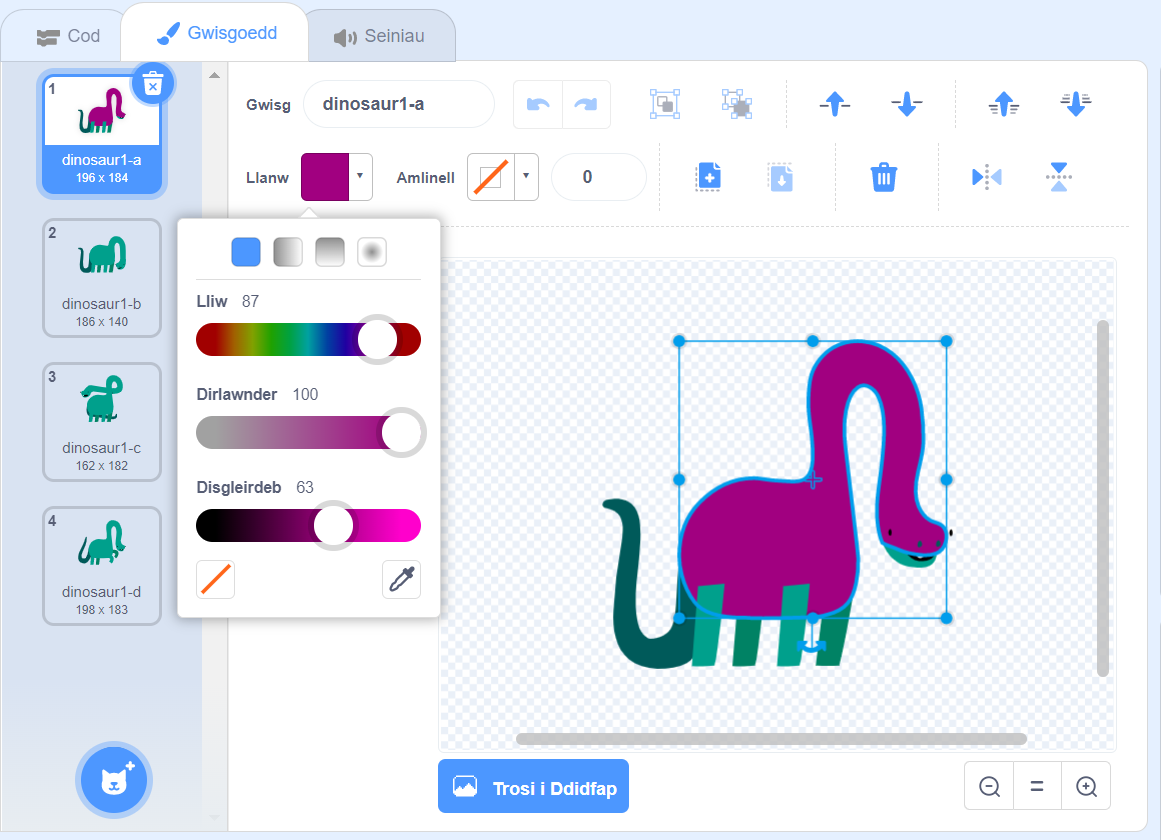 Cod
Gwisgoedd
Seiniau
1
dinosaur1-a
196 x 184
2
dinosaur1-b
186 x 140
3
dinosaur1-c
162 x 182
4
dinosaur1-d
198 x 183
Gwisg
dinosaur1-a
Llanw
Amlinell
0
Lliw 87
Dirlawnder 100
Disgleirdeb 63
Trosi i Ddidfap